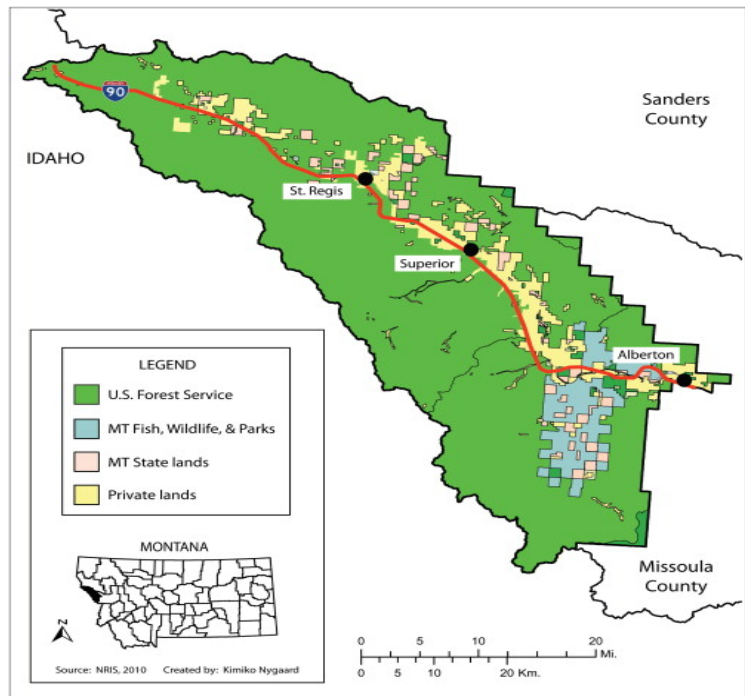 90
Sanders
County
IDAHO
St. Regis
Superior
Alberton
LEGEND
U.S. Forest Service
MT Fish, Wildlife, & Parks
MT State lands
Private lands
MONTANA
N
Missoula
County
Source: NRIS, 2010 Created by: Kimiko Nygaard
0 5 10 20
Mi.
0 5 10 20 Km.